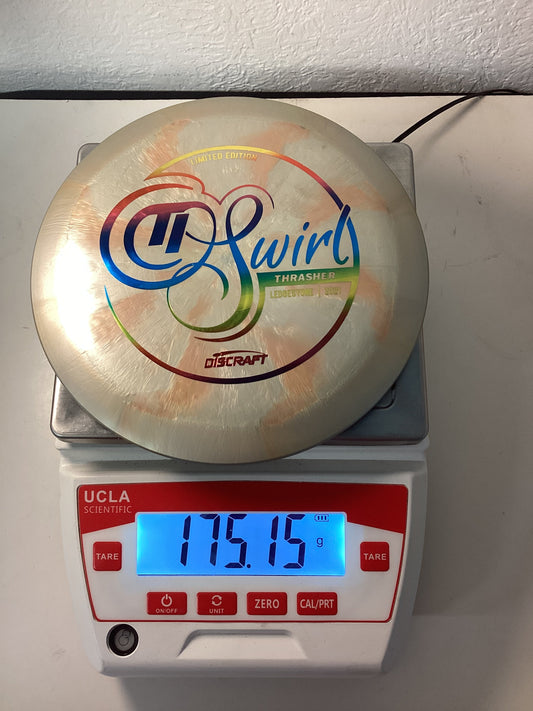 LIMITED EDITION
Ti Swirl
THRASHER
LEDGESTONE | 2021
DISCRAFT
UCLA
SCIENTIFIC
175.15 g
TARE
TARE
ON/OFF
UNIT
ZERO
CAL/PRT